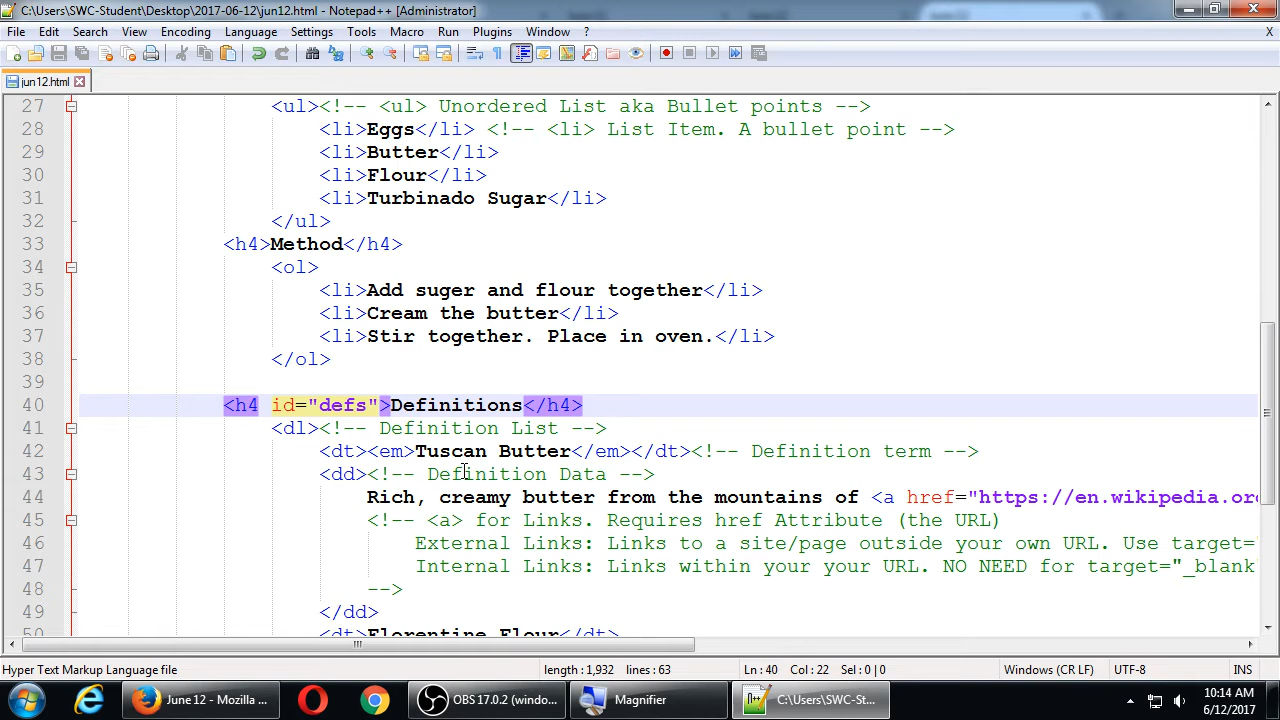 C:\Users\SWC-Student\Desktop\2017-06-12\jun12.html - Notepad++ [Administrator]
File Edit Search View Encoding Language Settings Tools Macro Run Plugins Window ? X
jun12.html
27 <ul><!-- <ul> Unordered List aka Bullet points -->
28 <li>Eggs</li> <!-- <li> List Item. A bullet point -->
29 <li>Butter</li>
30 <li>Flour</li>
31 <li>Turbinado Sugar</li>
32 </ul>
33 <h4>Method</h4>
34 <ol>
35 <li>Add suger and flour together</li>
36 <li>Cream the butter</li>
37 <li>Stir together. Place in oven.</li>
38 </ol>
39
40 <h4 id="defs">Definitions</h4>
41 <dl><!-- Definition List -->
42 <dt><em>Tuscan Butter</em></dt><!-- Definition term -->
43 <dd><!-- Definition Data -->
44 Rich, creamy butter from the mountains of <a href="https://en.wikipedia.or
45 <!-- <a> for Links. Requires href Attribute (the URL)
46 External Links: Links to a site/page outside your own URL. Use target=
47 Internal Links: Links within your your URL. NO NEED for target="_blank
48 -->
49 </dd>
50 <dt>Florentine Flour</dt>
Hyper Text Markup Language file length : 1,932 lines : 63 Ln : 40 Col : 22 Sel : 0 | 0 Windows (CR LF) UTF-8 INS
June 12 - Mozilla ... OBS 17.0.2 (windo... Magnifier C:\Users\SWC-St...
10:14 AM
6/12/2017